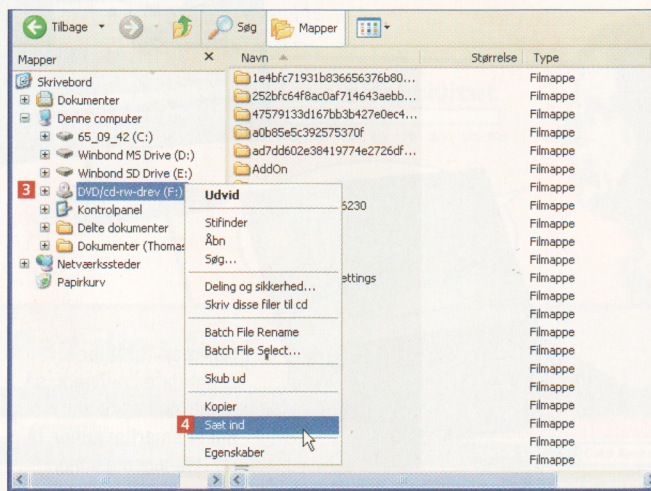 Tilbage Søg Mapper
Mapper × Navn Størrelse Type
Skrivebord
Dokumenter
Denne computer
65_09_42 (C:)
Winbond MS Drive (D:)
Winbond SD Drive (E:)
3 DVD/cd-rw-drev (F:)
Kontrolpanel
Delte dokumenter
Dokumenter (Thomas
Netværkssteder
Papirkurv
1e4bfc71931b836656376b80... Filmappe
252bfc64f8ac0af714643aebb... Filmappe
47579133d167bb3b427e0ec4... Filmappe
a0b85e5c392575370f Filmappe
ad7dd602e38419774e2726df... Filmappe
AddOn Filmappe
Filmappe
6230 Filmappe
Filmappe
Filmappe
Filmappe
ettings Filmappe
Filmappe
Filmappe
Filmappe
Filmappe
Filmappe
Filmappe
Filmappe
Filmappe
Filmappe
Filmappe
Udvid
Stifinder
Åbn
Søg...
Deling og sikkerhed...
Skriv disse filer til cd
Batch File Rename
Batch File Select...
Skub ud
Kopier
4 Sæt ind
Egenskaber